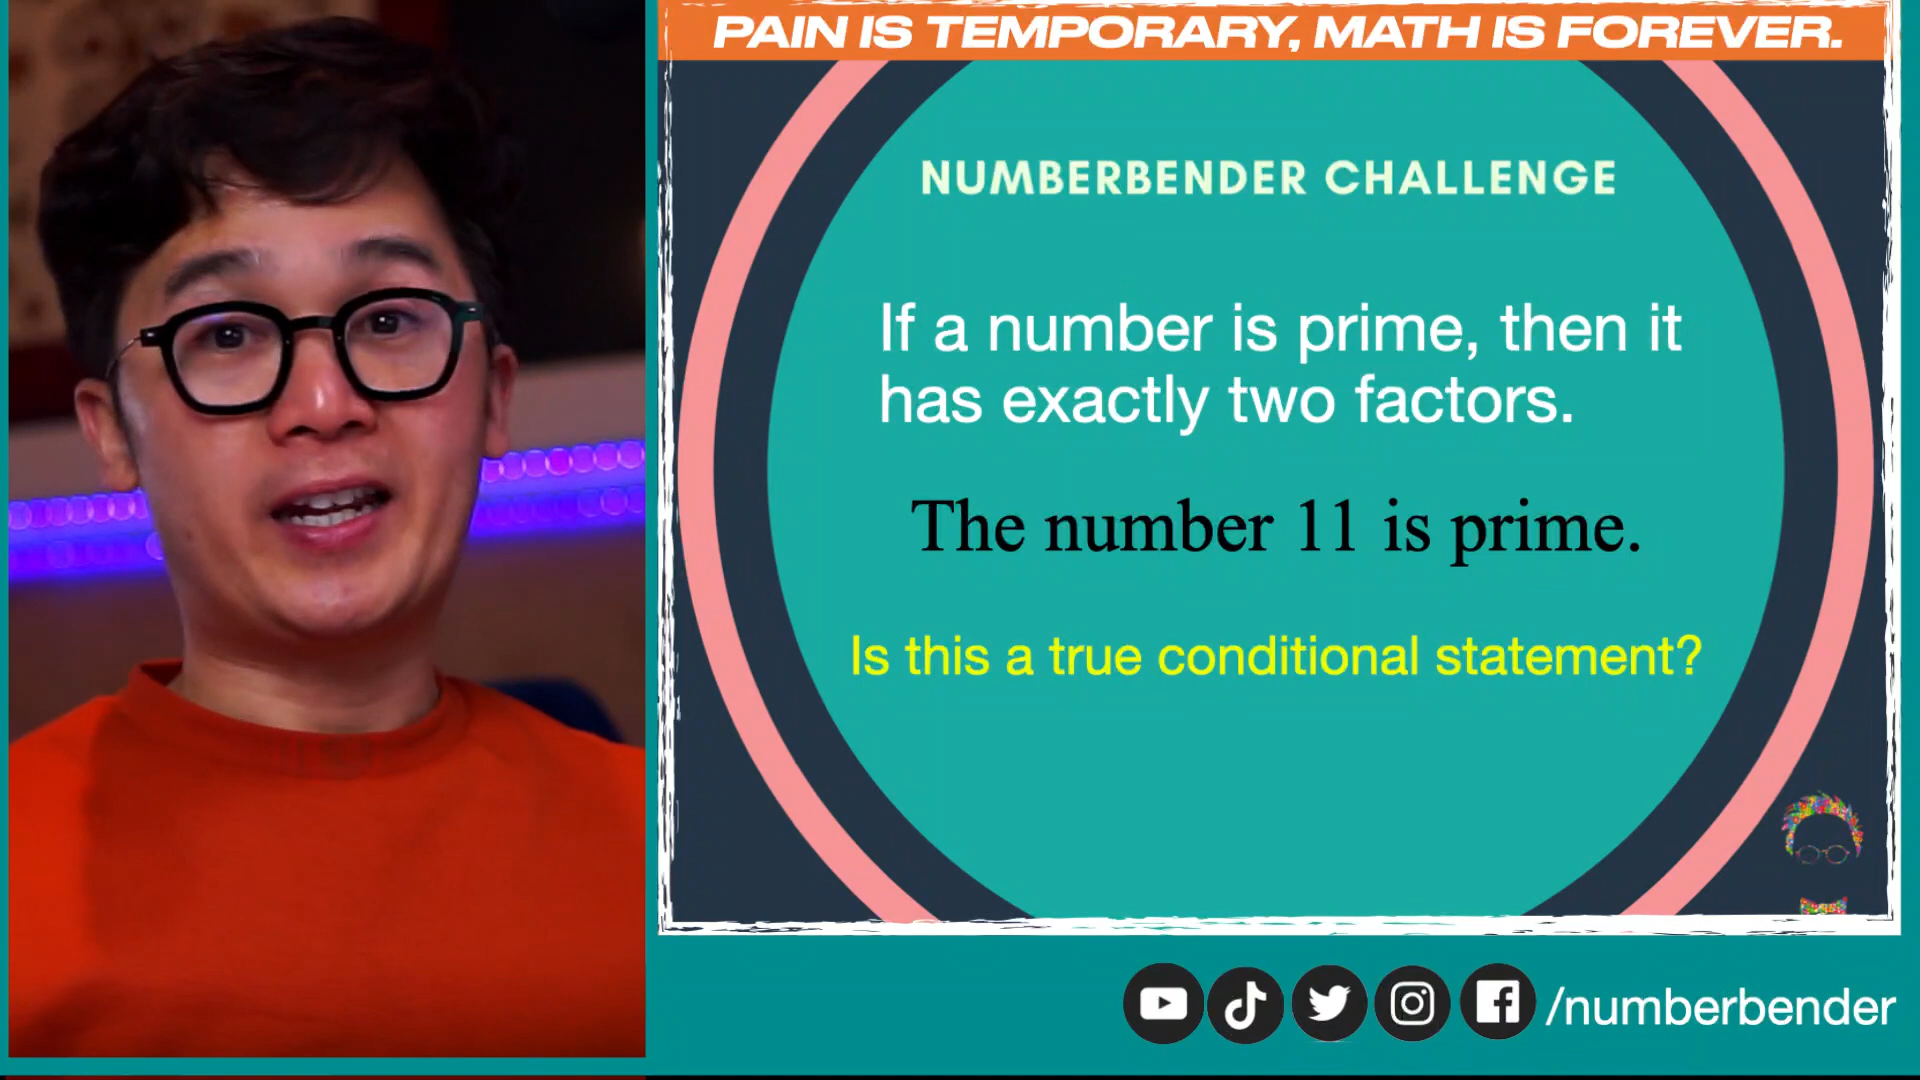 PAIN IS TEMPORARY, MATH IS FOREVER.
NUMBERBENDER CHALLENGE
If a number is prime, then it
has exactly two factors.
The number 11 is prime.
Is this a true conditional statement?
/numberbender